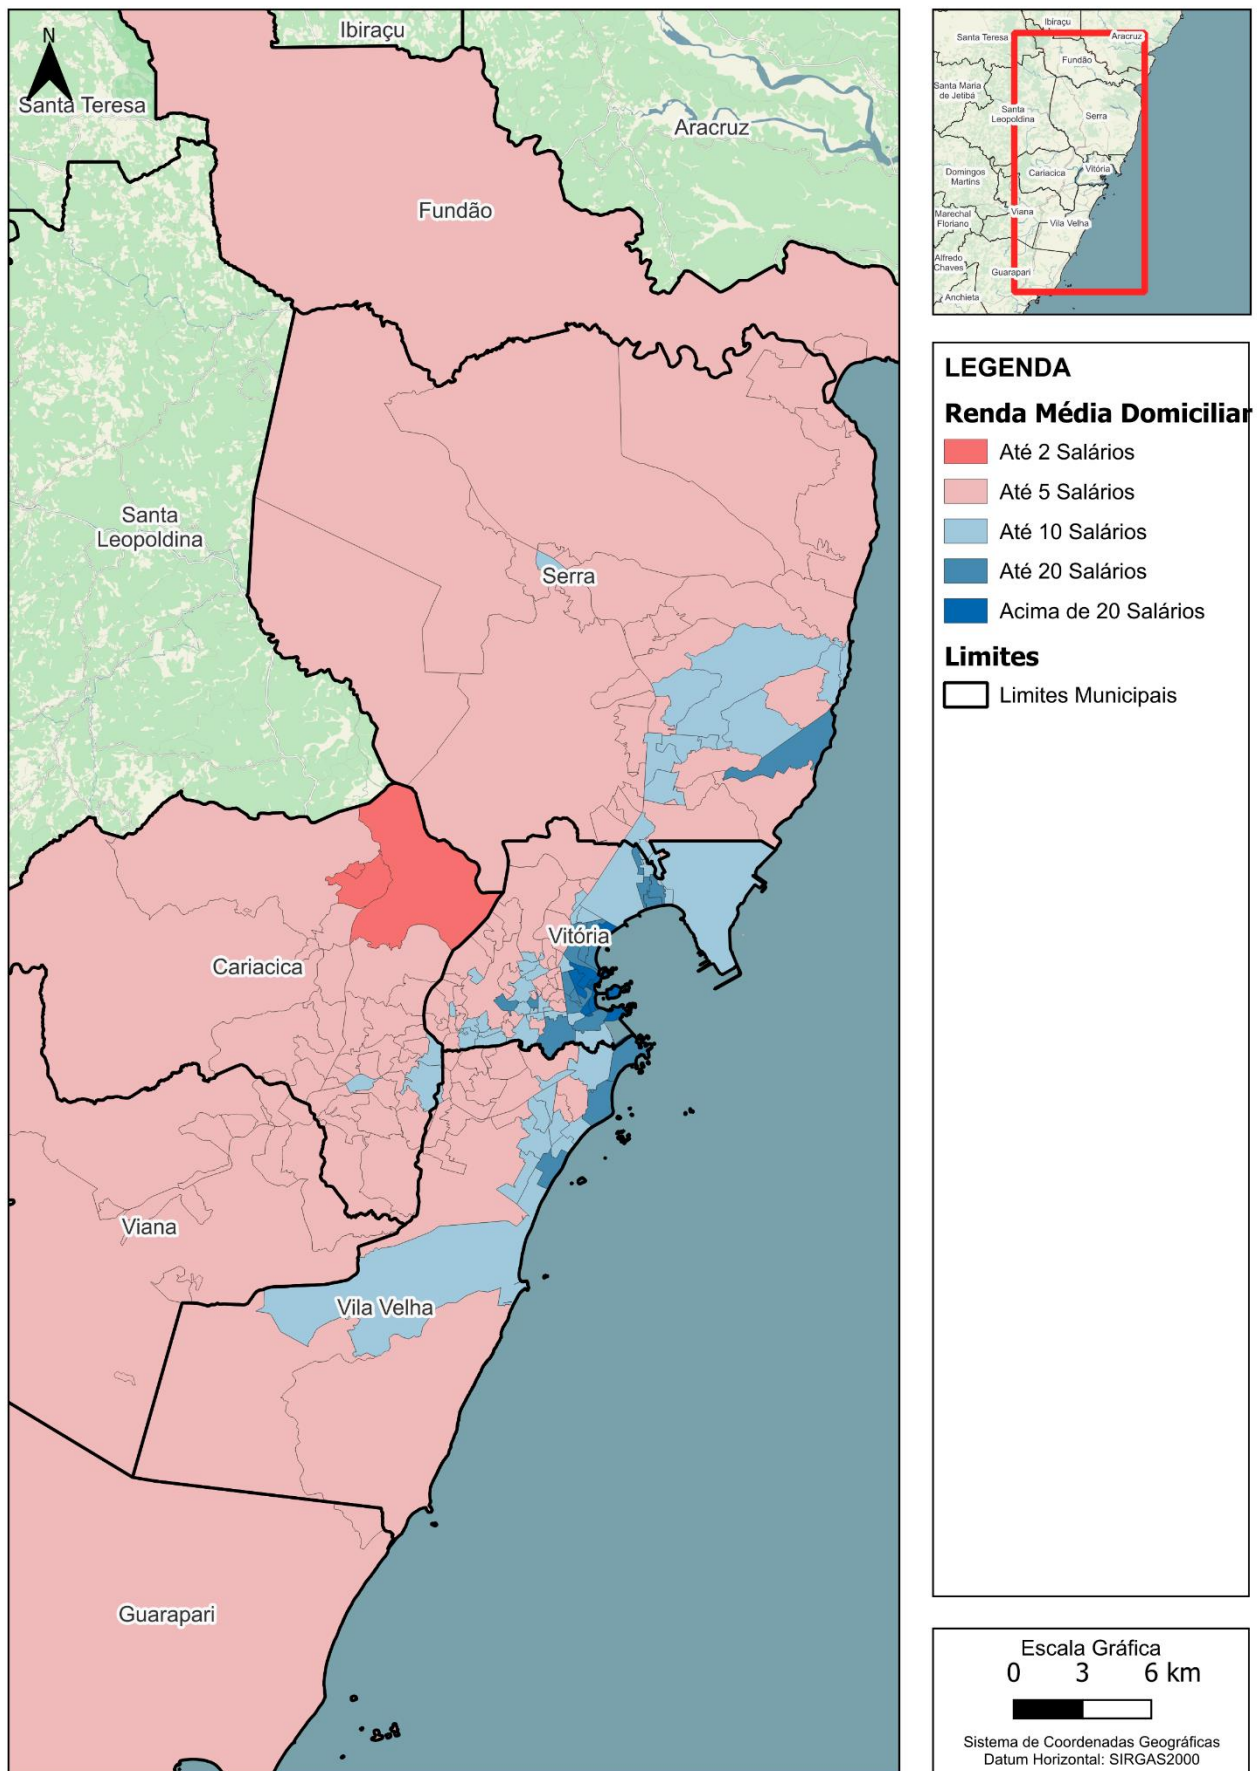 N
Ibiraçu
Santa Teresa
Aracruz
Fundão
Santa
Leopoldina
Serra
Vitória
Cariacica
Viana
Vila Velha
Guarapari
Ibiraçu
Santa Teresa
Aracruz
Fundão
Santa Maria
de Jetibá
Santa
Leopoldina
Serra
Domingos
Martins
Cariacica
Vitória
Marechal
Floriano
Viana
Vila Velha
Alfredo
Chaves
Guarapari
Anchieta
LEGENDA
Renda Média Domiciliar
Até 2 Salários
Até 5 Salários
Até 10 Salários
Até 20 Salários
Acima de 20 Salários
Limites
Limites Municipais
Escala Gráfica
0 3 6 km
Sistema de Coordenadas Geográficas
Datum Horizontal: SIRGAS2000